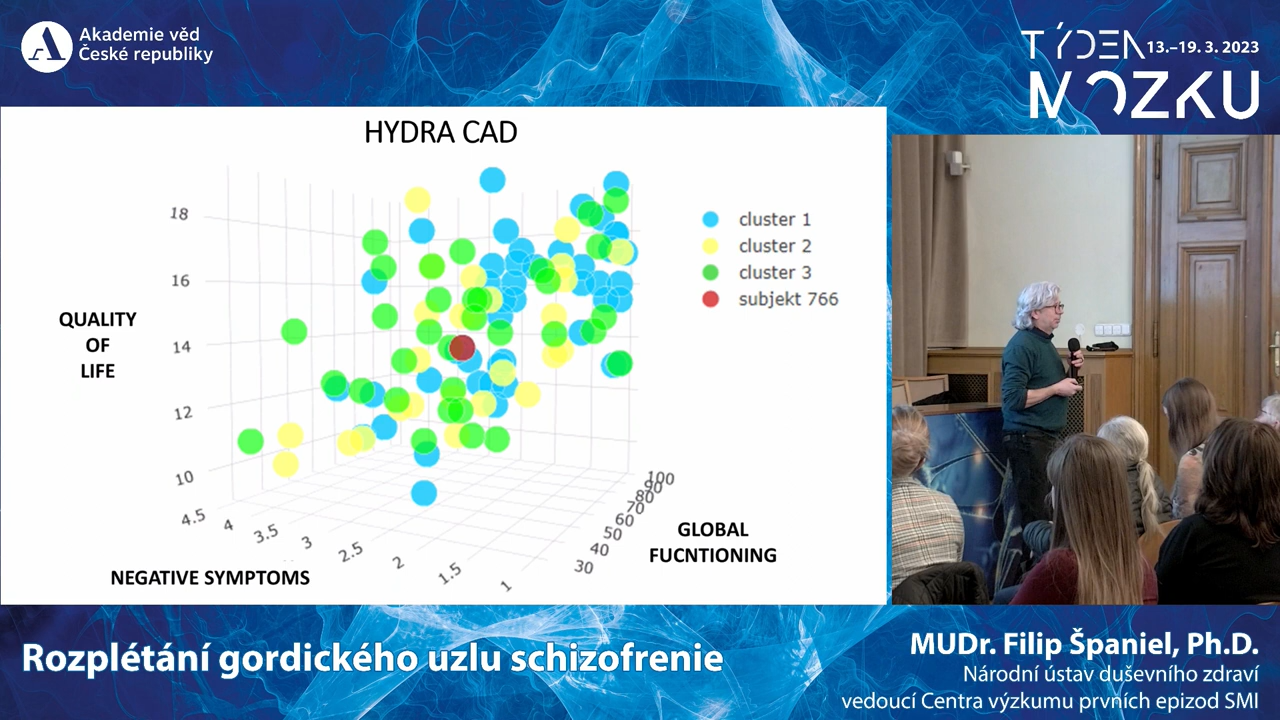 Akademie věd
České republiky
TÝDEN 13.–19. 3. 2023
MOZKU
HYDRA CAD
cluster 1
cluster 2
cluster 3
subjekt 766
QUALITY
OF
LIFE
18
16
14
12
10
4.5
4
3.5
3
2.5
2
1.5
1
100
90
80
70
60
50
40
30
NEGATIVE SYMPTOMS
GLOBAL
FUCNTIONING
Rozplétání gordického uzlu schizofrenie
MUDr. Filip Španiel, Ph.D.
Národní ústav duševního zdraví
vedoucí Centra výzkumu prvních epizod SMI